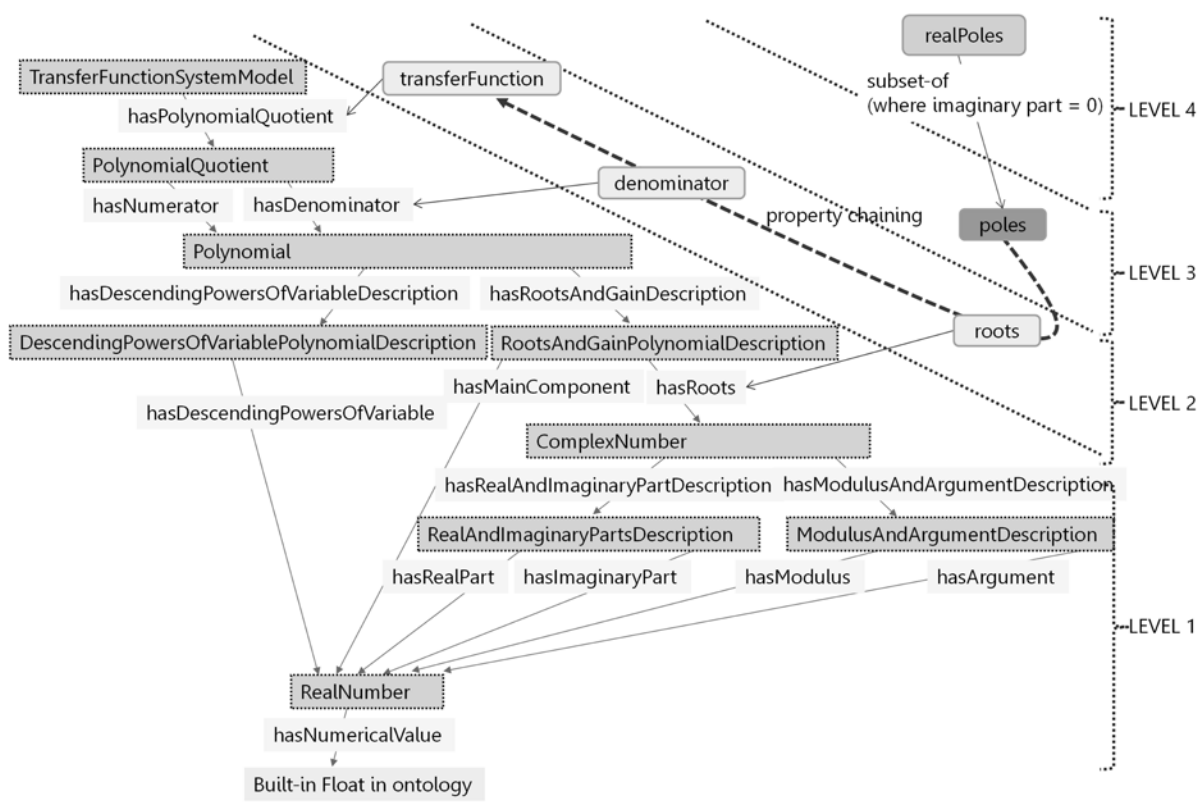 realPoles
TransferFunctionSystemModel
transferFunction
subset-of
(where imaginary part = 0)
LEVEL 4
hasPolynomialQuotient
PolynomialQuotient
denominator
hasNumerator
hasDenominator
property chaining
poles
Polynomial
LEVEL 3
hasDescendingPowersOfVariableDescription
hasRootsAndGainDescription
roots
DescendingPowersOfVariablePolynomialDescription
RootsAndGainPolynomialDescription
hasMainComponent
hasRoots
LEVEL 2
hasDescendingPowersOfVariable
ComplexNumber
hasRealAndImaginaryPartDescription
hasModulusAndArgumentDescription
RealAndImaginaryPartsDescription
ModulusAndArgumentDescription
hasRealPart
hasImaginaryPart
hasModulus
hasArgument
LEVEL 1
RealNumber
hasNumericalValue
Built-in Float in ontology